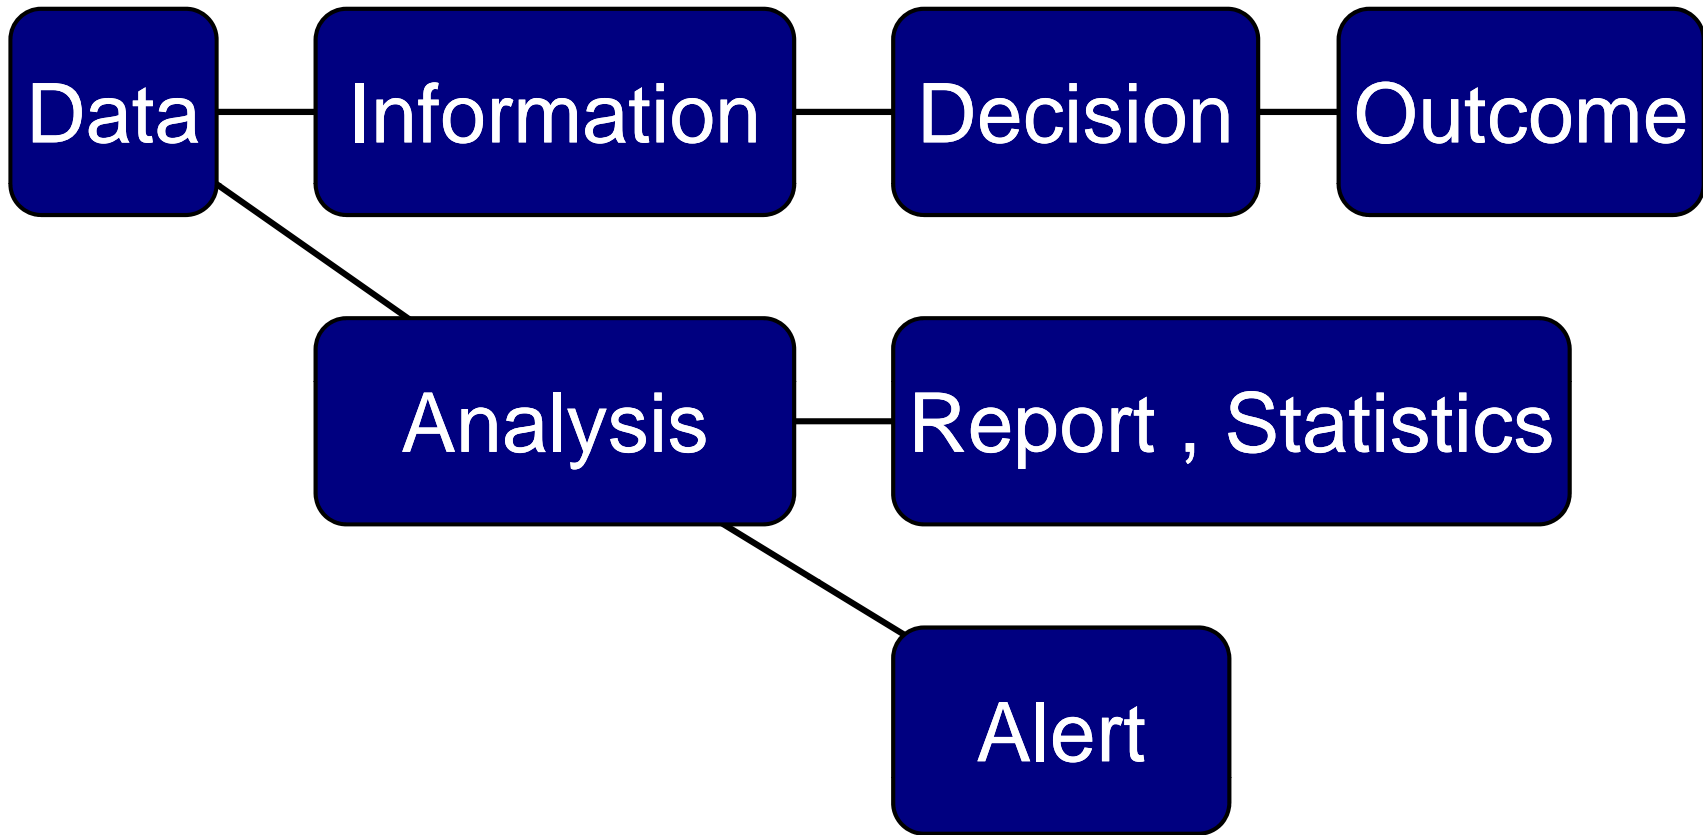 Data
Information
Decision
Outcome
Analysis
Report , Statistics
Alert